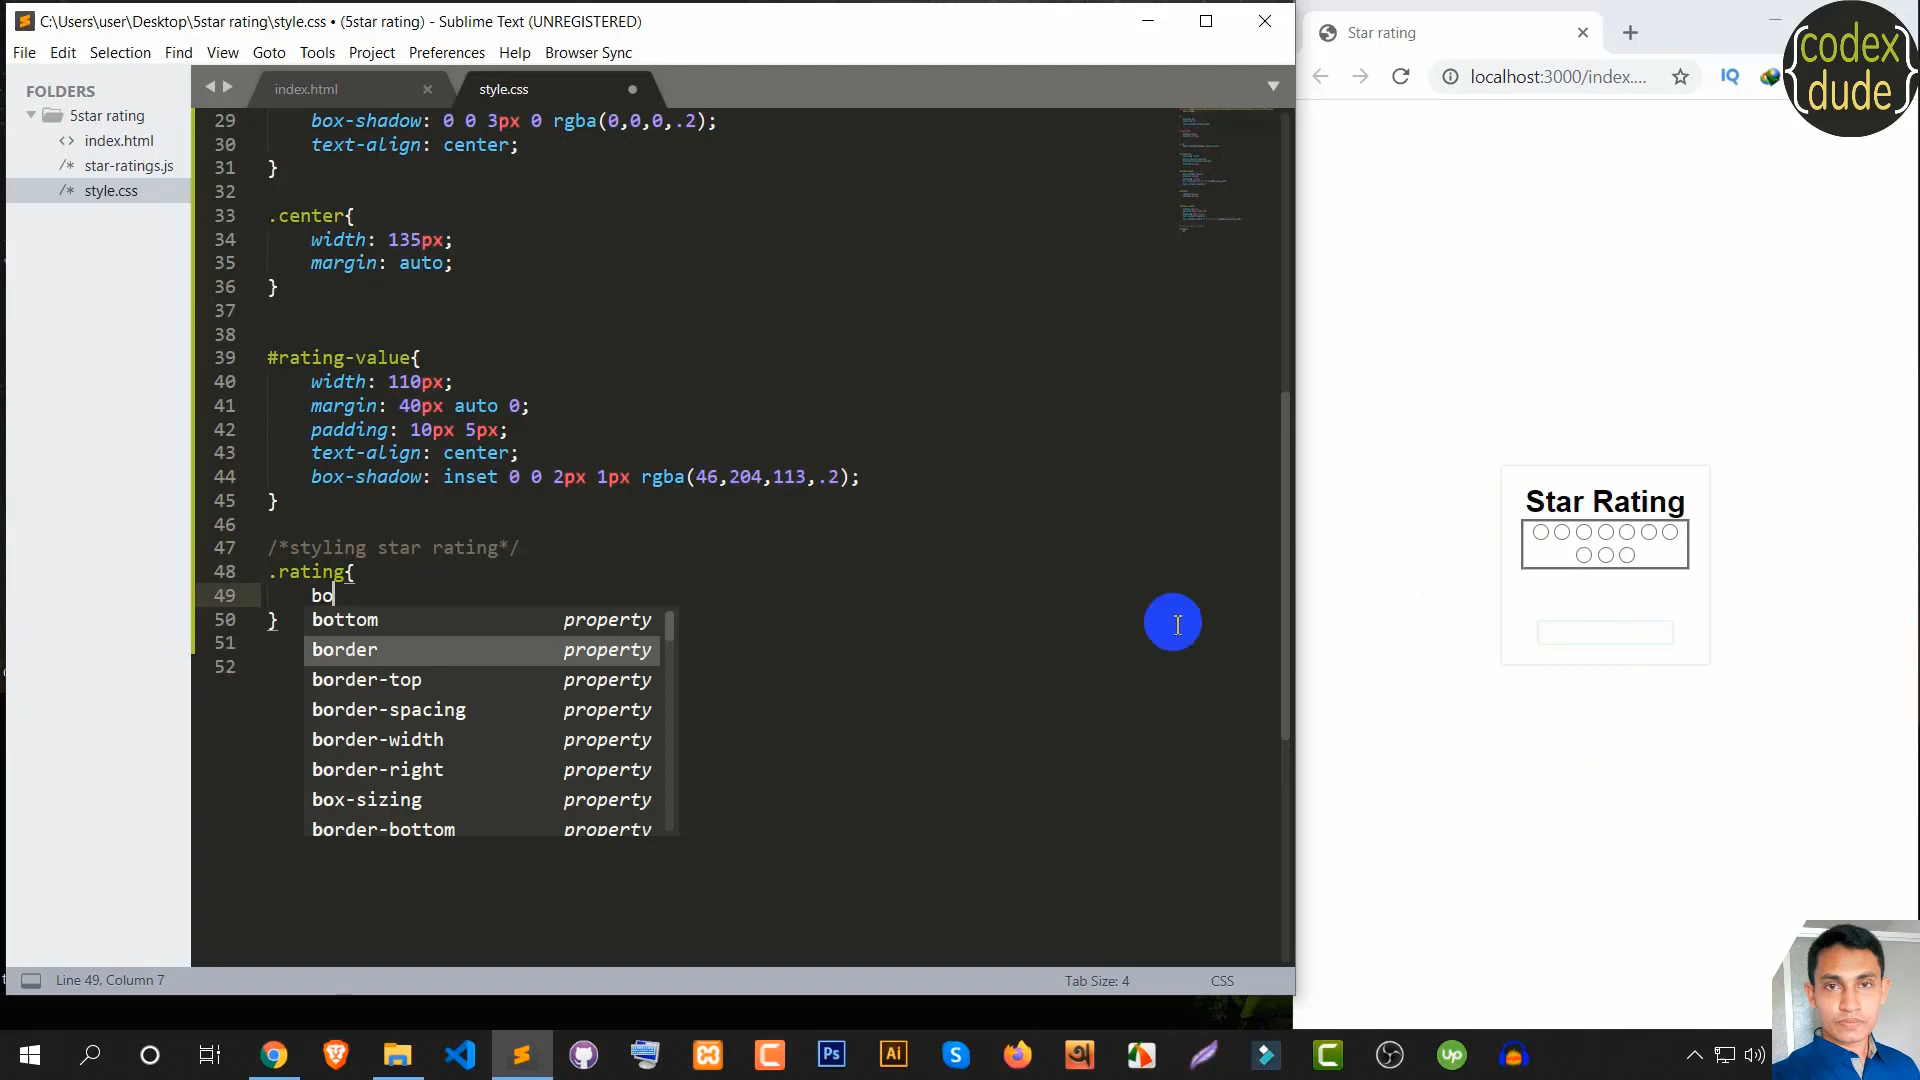 C:\Users\user\Desktop\5star rating\style.css • (5star rating) - Sublime Text (UNREGISTERED)
File Edit Selection Find View Goto Tools Project Preferences Help Browser Sync
FOLDERS
5star rating
index.html
star-ratings.js
style.css
index.html
style.css
29 box-shadow: 0 0 3px 0 rgba(0,0,0,.2);
30 text-align: center;
31 }
32
33 .center{
34 width: 135px;
35 margin: auto;
36 }
37
38
39 #rating-value{
40 width: 110px;
41 margin: 40px auto 0;
42 padding: 10px 5px;
43 text-align: center;
44 box-shadow: inset 0 0 2px 1px rgba(46,204,113,.2);
45 }
46
47 /*styling star rating*/
48 .rating{
49 bo
50 }
51
52
bottom property
border property
border-top property
border-spacing property
border-width property
border-right property
box-sizing property
border-bottom property
Line 49, Column 7
Tab Size: 4
CSS
Star rating
localhost:3000/index....
IQ
{codex
dude}
Star Rating
Ps
Ai
S
C
C
up